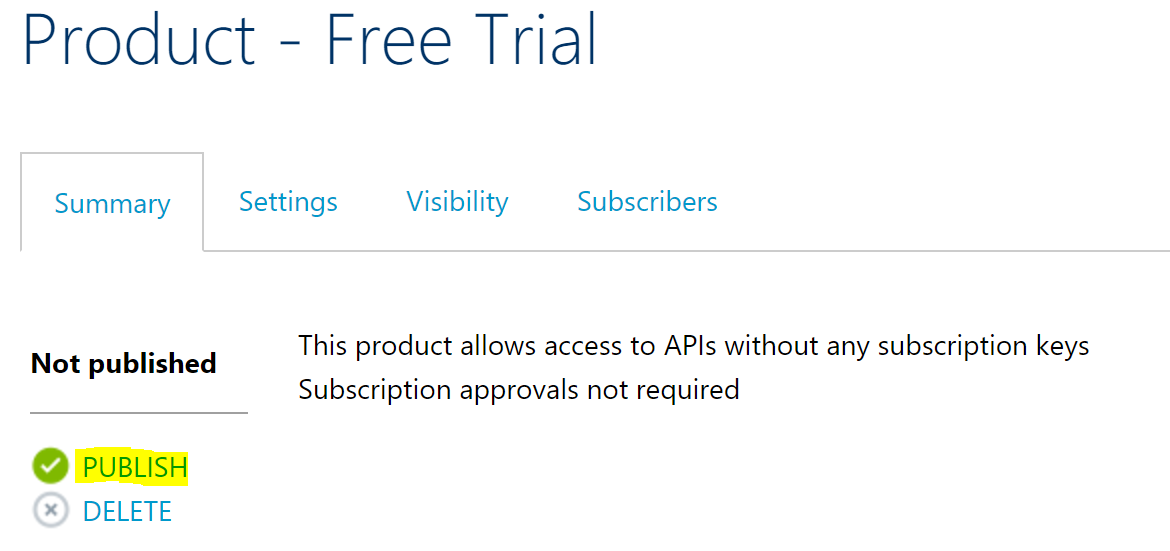 Product - Free Trial
Summary Settings Visibility Subscribers
Not published
This product allows access to APIs without any subscription keys
Subscription approvals not required
PUBLISH
DELETE